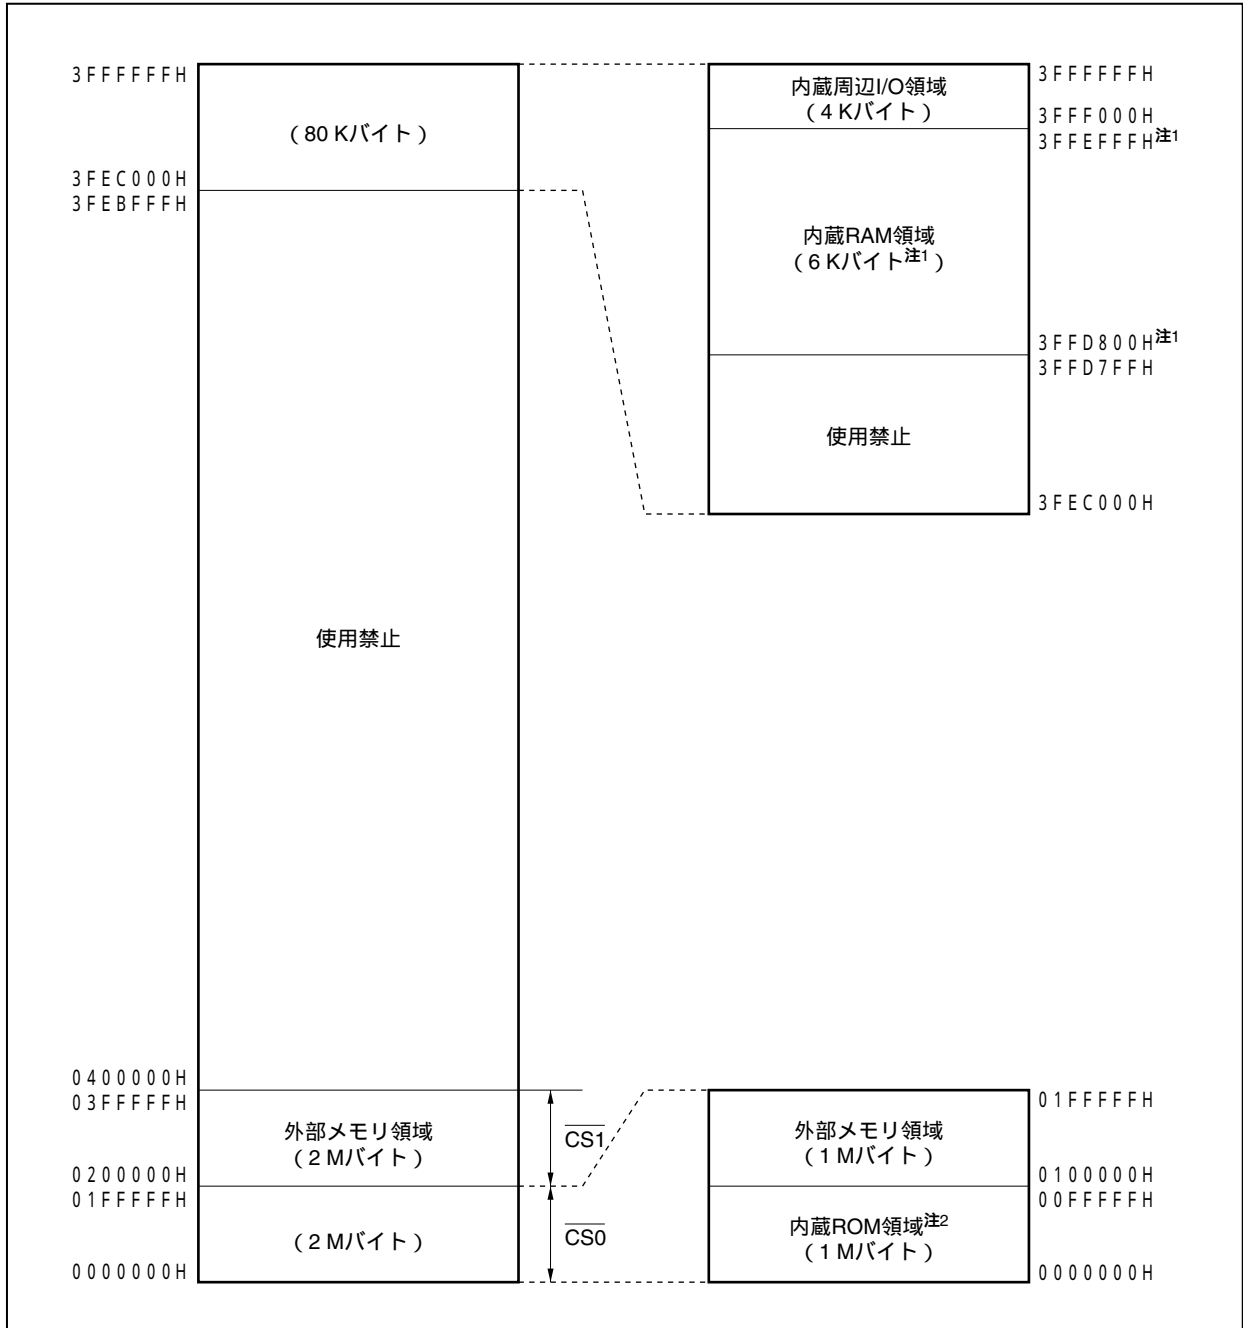 3FFFFFFH
（80 Kバイト）
3FEC000H
3FEBFFFH
使用禁止
0400000H
03FFFFFH
外部メモリ領域
（2 Mバイト）
0200000H
01FFFFFH
（2 Mバイト）
0000000H
CS1
CS0
内蔵周辺I/O領域
（4 Kバイト）
3FFFFFFH
3FFF000H
3FFEFFFH注1
内蔵RAM領域
（6 Kバイト注1）
3FFD800H注1
3FFD7FFH
使用禁止
3FEC000H
01FFFFFH
外部メモリ領域
（1 Mバイト）
0100000H
00FFFFFH
内蔵ROM領域注2
（1 Mバイト）
0000000H